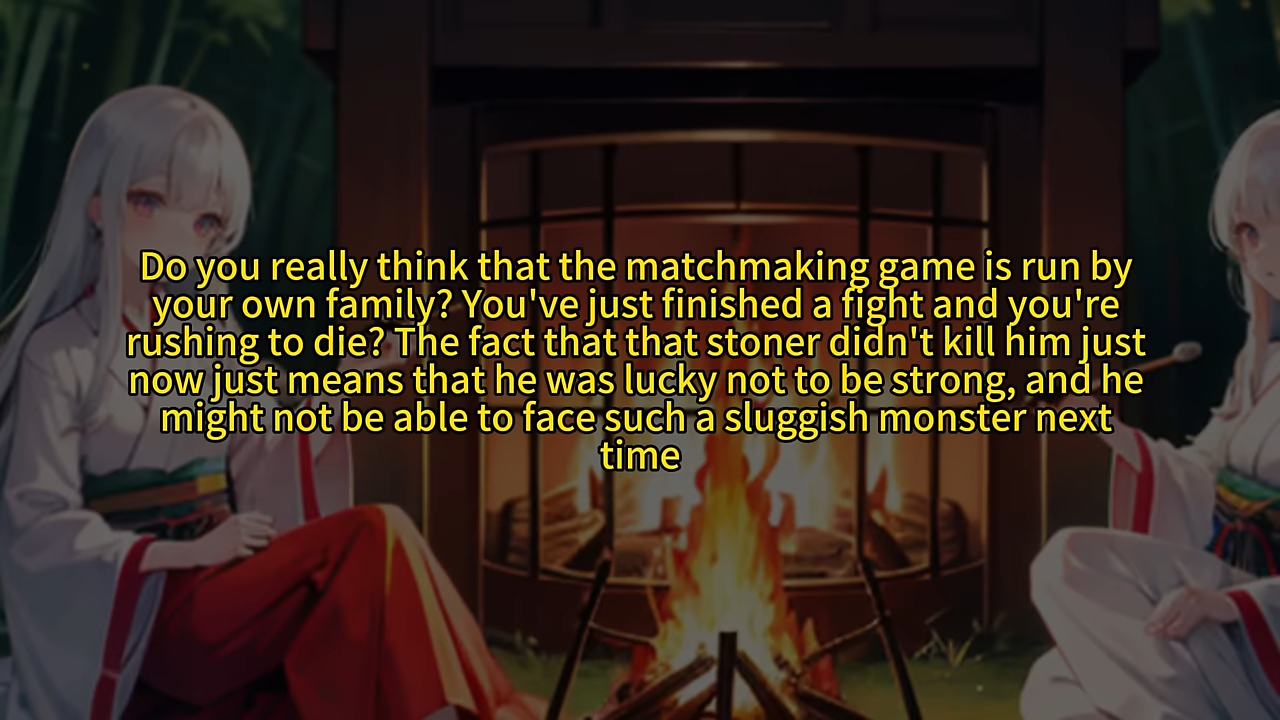 Do you really think that the matchmaking game is run by
your own family? You've just finished a fight and you're
rushing to die? The fact that that stoner didn't kill him just
now just means that he was lucky not to be strong, and he
might not be able to face such a sluggish monster next
time